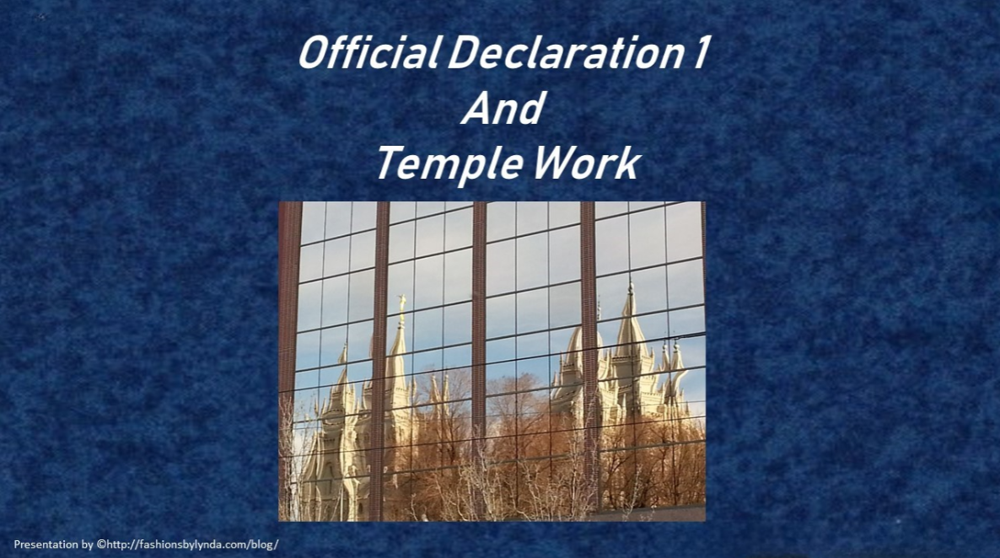 Official Declaration 1
And
Temple Work
Presentation by ©http://fashionsbylynda.com/blog/